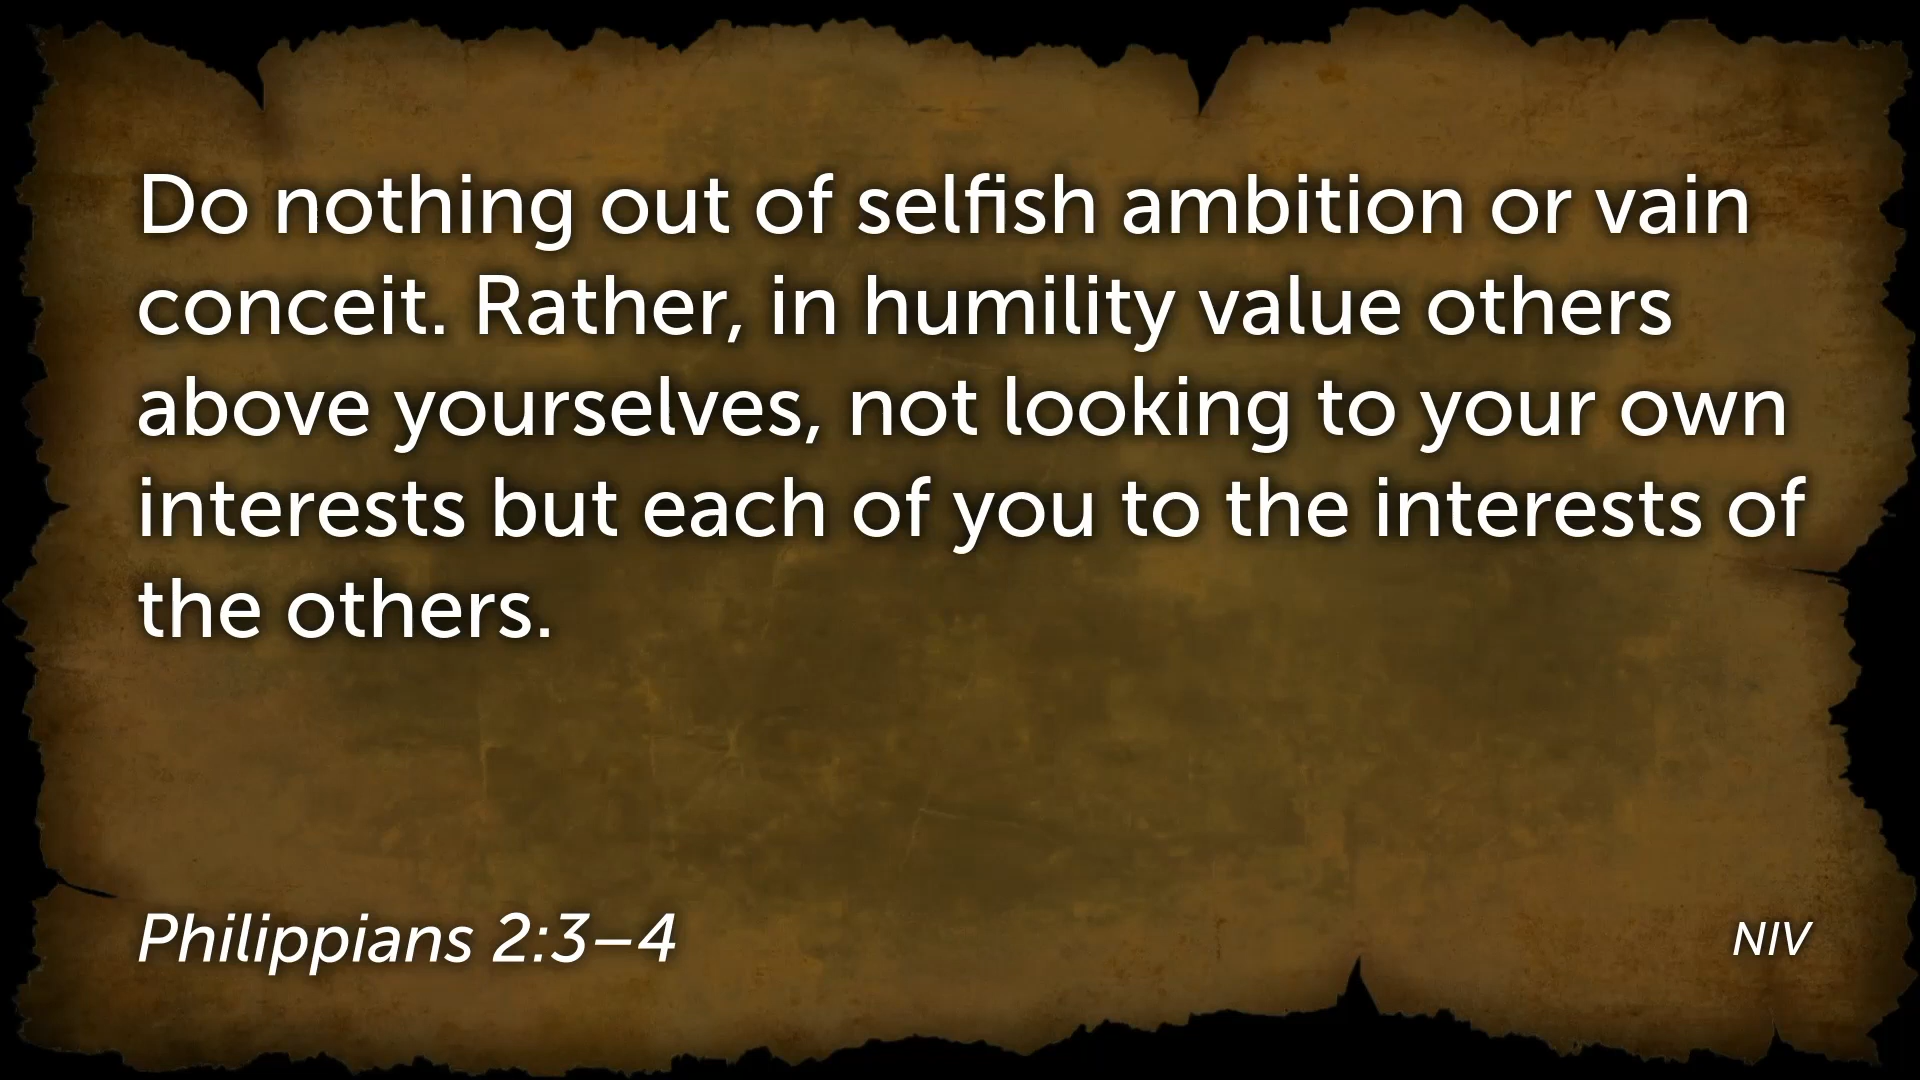 Do nothing out of selfish ambition or vain
conceit. Rather, in humility value others
above yourselves, not looking to your own
interests but each of you to the interests of
the others.
Philippians 2:3–4
NIV